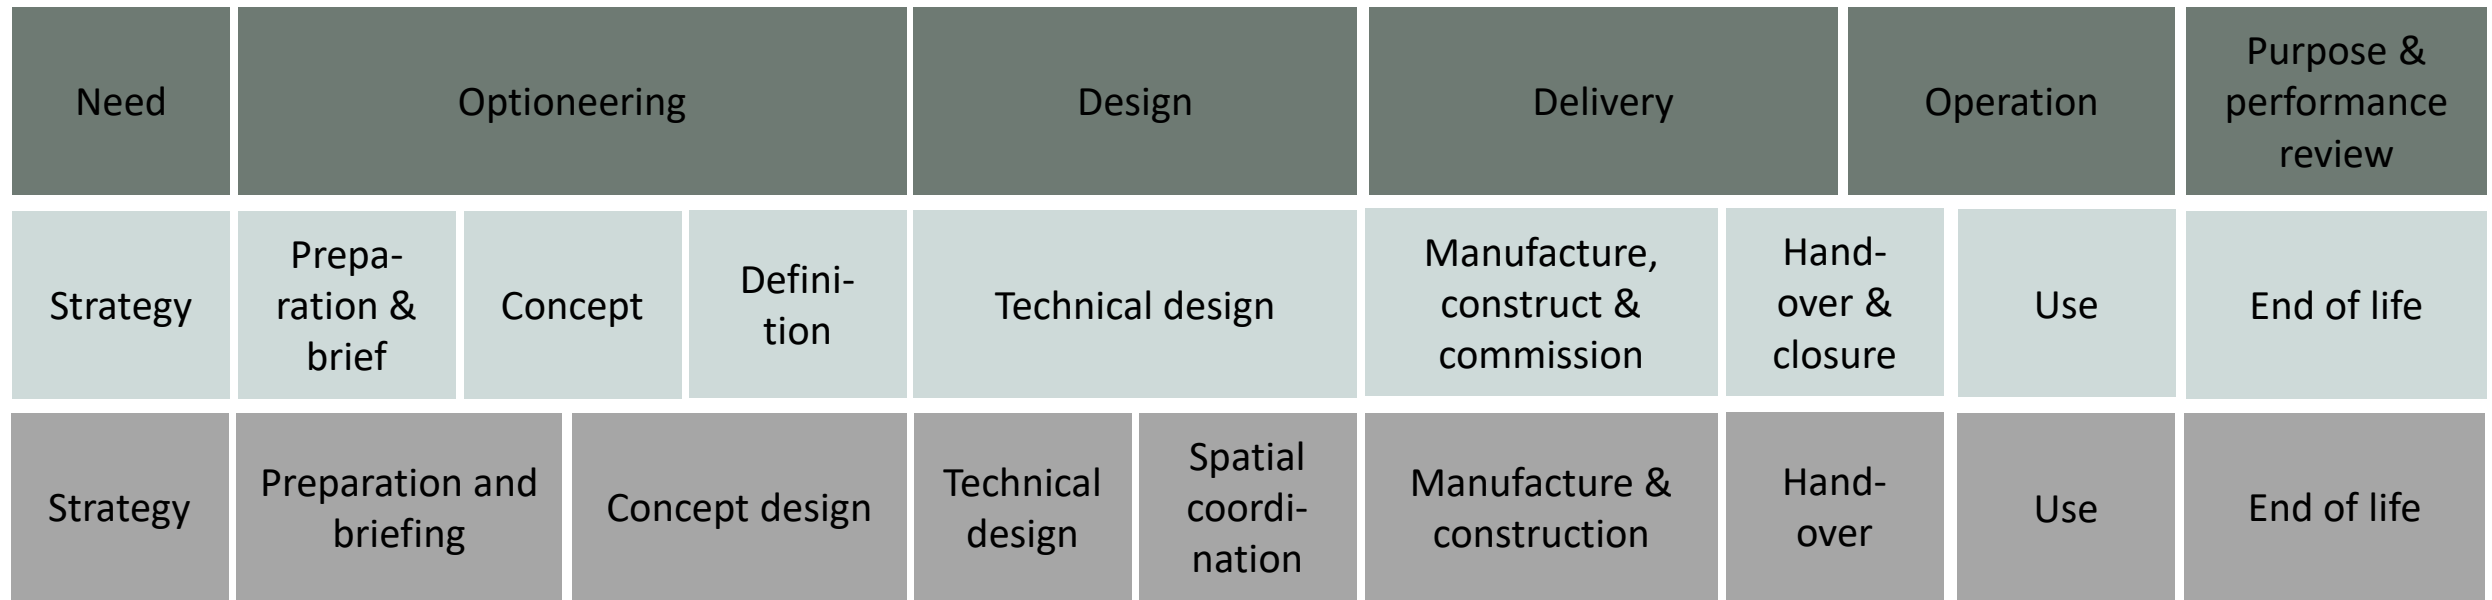 Need
Optioneering
Design
Delivery
Operation
Purpose &
performance
review
Strategy
Prepa-
ration &
brief
Concept
Defini-
tion
Technical design
Manufacture,
construct &
commission
Hand-
over &
closure
Use
End of life
Strategy
Preparation and
briefing
Concept design
Technical
design
Spatial
coordi-
nation
Manufacture &
construction
Hand-
over
Use
End of life